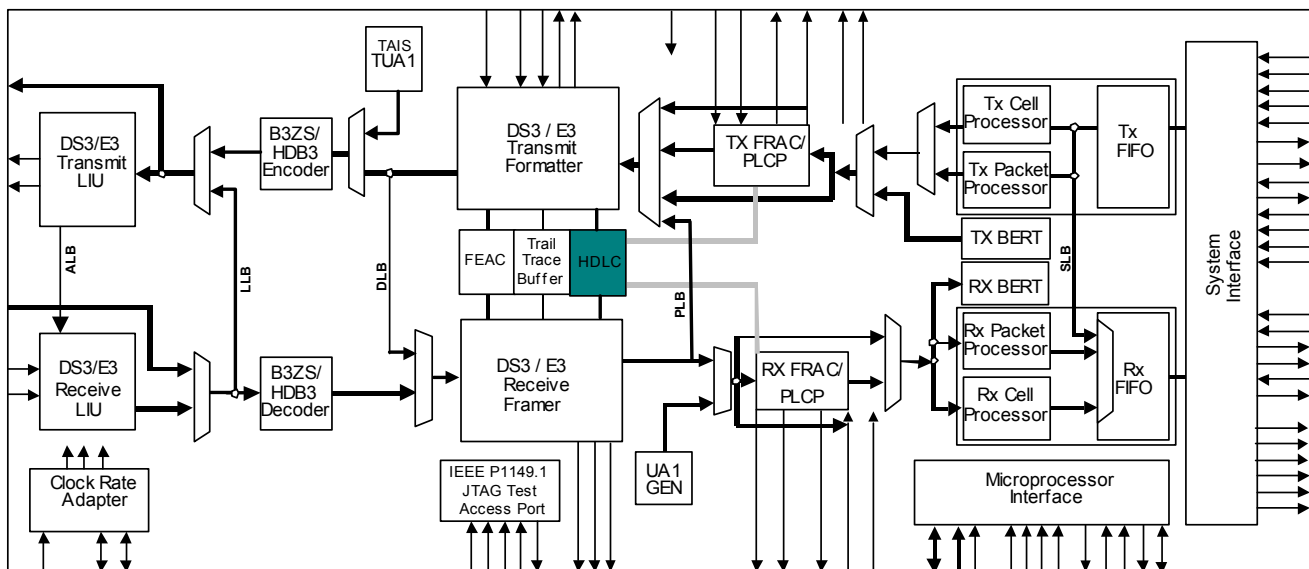 TAIS
TUA1
DS3/E3
Transmit
LIU
B3ZS/
HDB3
Encoder
DS3 / E3
Transmit
Formatter
TX FRAC/
PLCP
Tx Cell
Processor
Tx Packet
Processor
Tx
FIFO
TX BERT
RX BERT
System
Interface
ALB
LLB
DLB
PLB
SLB
FEAC
Trail
Trace
Buffer
HDLC
DS3/E3
Receive
LIU
B3ZS/
HDB3
Decoder
DS3 / E3
Receive
Framer
RX FRAC/
PLCP
Rx Packet
Processor
Rx Cell
Processor
Rx
FIFO
UA1
GEN
Clock Rate
Adapter
IEEE P1149.1
JTAG Test
Access Port
Microprocessor
Interface